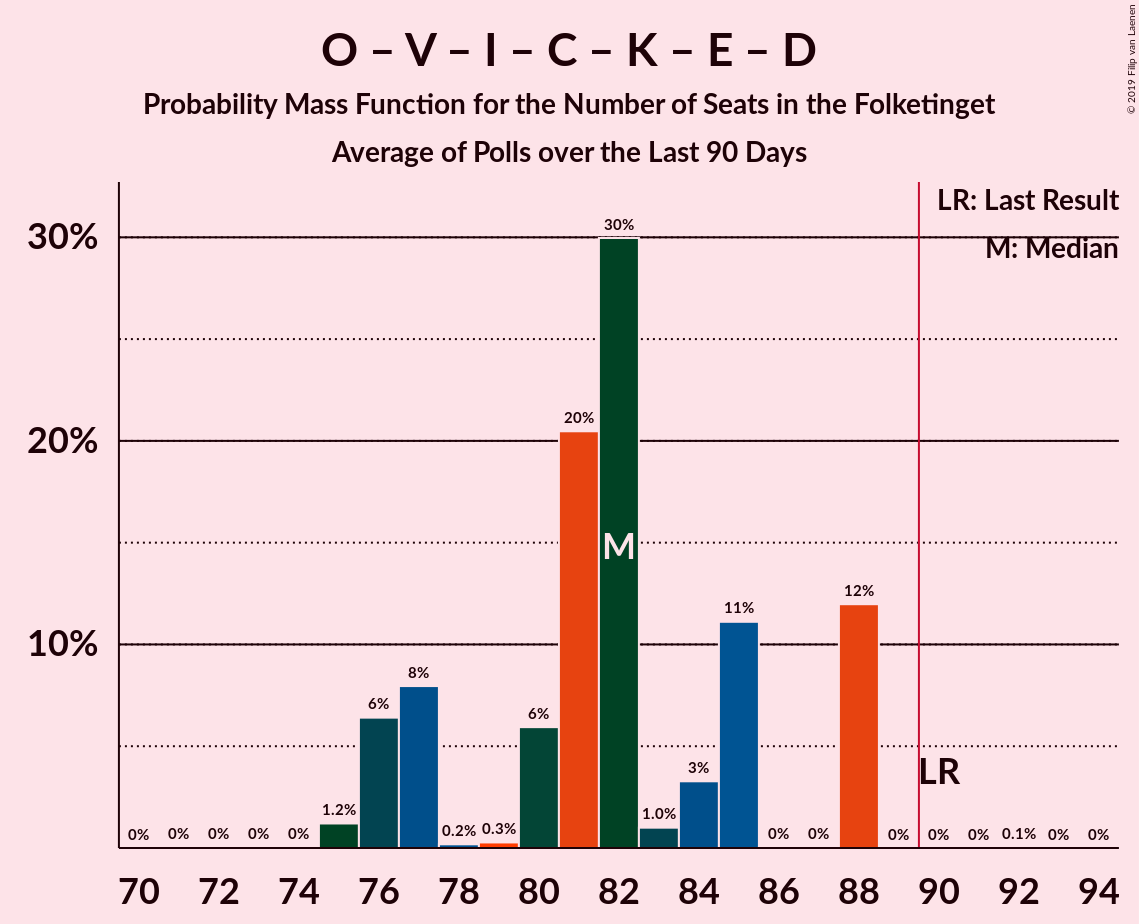 O – V – I – C – K – E – D
Probability Mass Function for the Number of Seats in the Folketinget
Average of Polls over the Last 90 Days
© 2019 Filip van Laenen
LR: Last Result
M: Median
30%
20%
10%
0% 0% 0% 0% 0% 1.2% 6% 8% 0.2% 0.3% 6% 20% 30% 1.0% 3% 11% 0% 0% 12% 0% 0% 0% 0.1% 0% 0%
M
LR
70 72 74 76 78 80 82 84 86 88 90 92 94